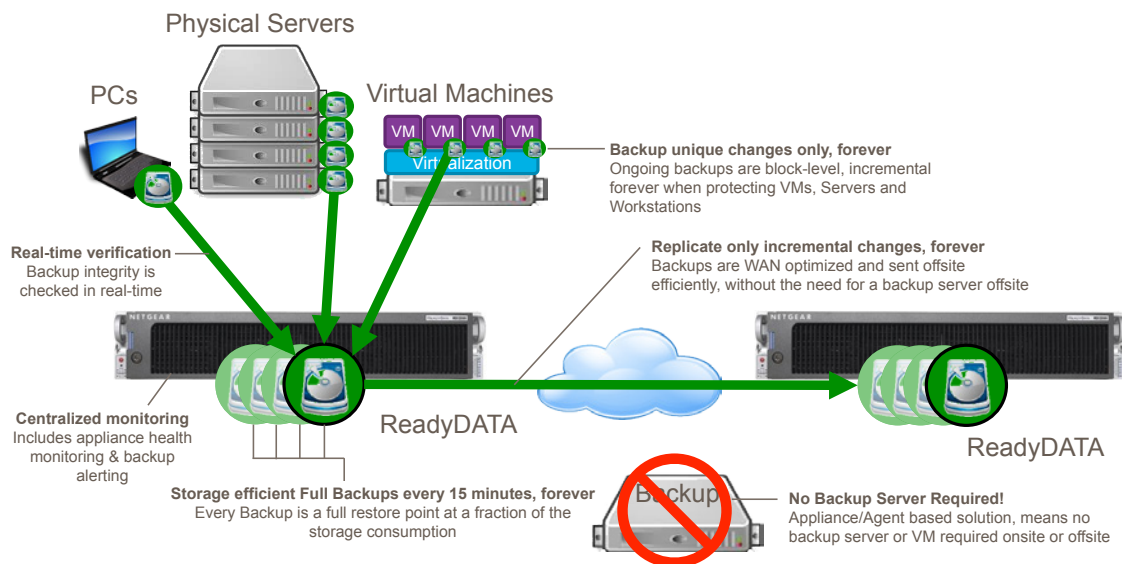 Physical Servers
PCs
Virtual Machines
VM VM VM VM
Virtualization
Backup unique changes only, forever
Ongoing backups are block-level, incremental
forever when protecting VMs, Servers and
Workstations
Real-time verification
Backup integrity is
checked in real-time
Replicate only incremental changes, forever
Backups are WAN optimized and sent offsite
efficiently, without the need for a backup server offsite
NETGEAR
NETGEAR
Centralized monitoring
Includes appliance health
monitoring & backup
alerting
ReadyDATA
ReadyDATA
Storage efficient Full Backups every 15 minutes, forever
Every Backup is a full restore point at a fraction of the
storage consumption
Backup
No Backup Server Required!
Appliance/Agent based solution, means no
backup server or VM required onsite or offsite